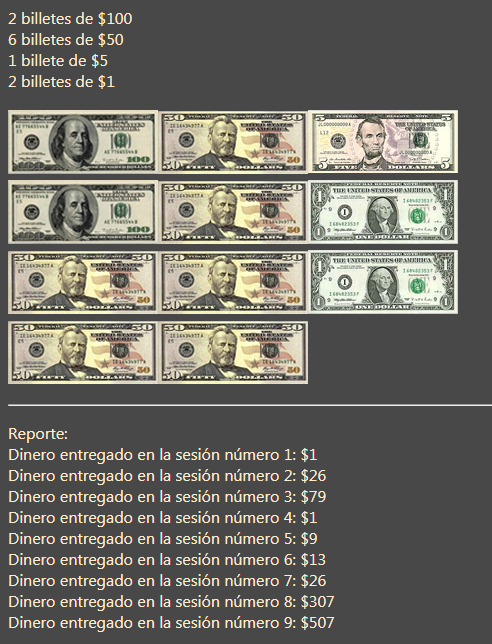 2 billetes de $100
6 billetes de $50
1 billete de $5
2 billetes de $1
Reporte:
Dinero entregado en la sesión número 1: $1
Dinero entregado en la sesión número 2: $26
Dinero entregado en la sesión número 3: $79
Dinero entregado en la sesión número 4: $1
Dinero entregado en la sesión número 5: $9
Dinero entregado en la sesión número 6: $13
Dinero entregado en la sesión número 7: $26
Dinero entregado en la sesión número 8: $307
Dinero entregado en la sesión número 9: $507